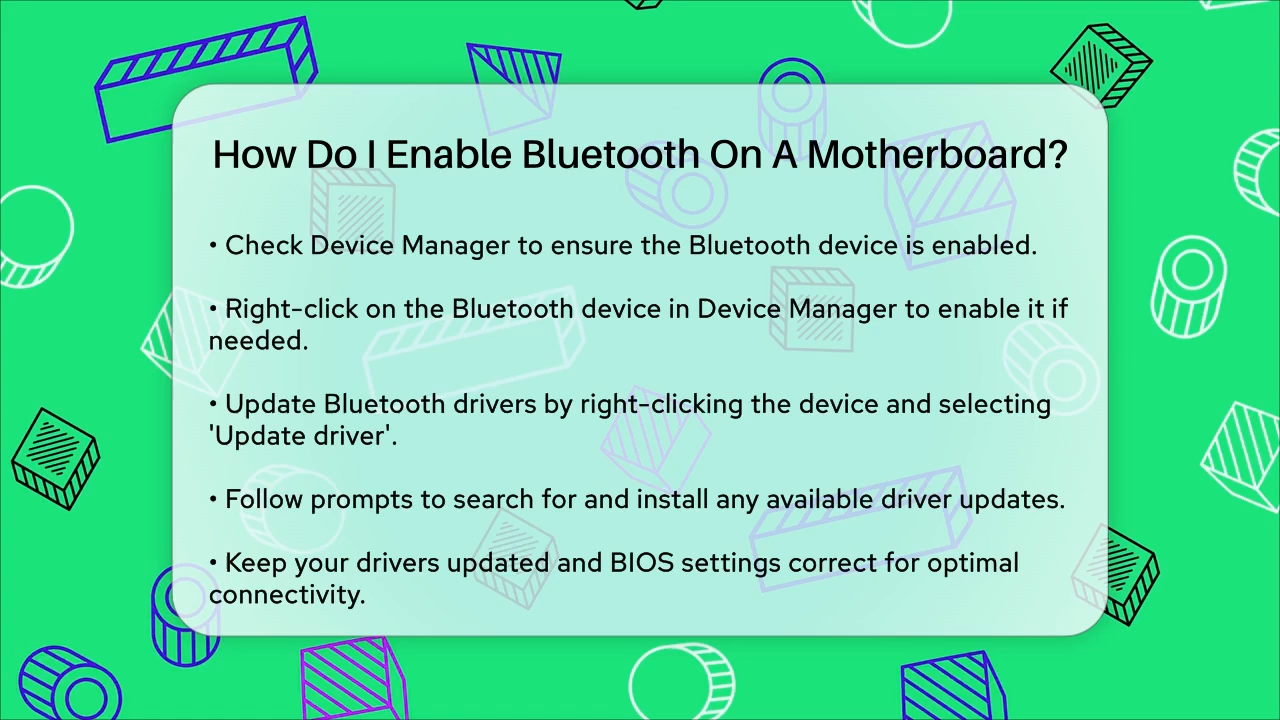 How Do I Enable Bluetooth On A Motherboard?
• Check Device Manager to ensure the Bluetooth device is enabled.
• Right-click on the Bluetooth device in Device Manager to enable it if
needed.
• Update Bluetooth drivers by right-clicking the device and selecting
'Update driver'.
• Follow prompts to search for and install any available driver updates.
• Keep your drivers updated and BIOS settings correct for optimal
connectivity.